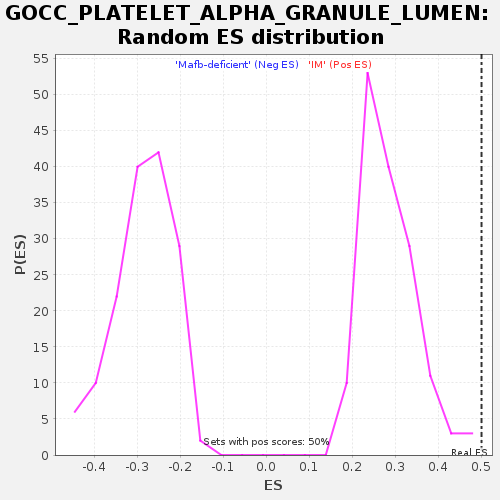 GOCC_PLATELET_ALPHA_GRANULE_LUMEN:
Random ES distribution
'Mafb-deficient' (Neg ES) 'IM' (Pos ES)
55
50
45
40
35
30
25
20
15
10
5
0
P(ES)
Sets with pos scores: 50%
Real ES
-0.4 -0.3 -0.2 -0.1 0.0 0.1 0.2 0.3 0.4 0.5
ES